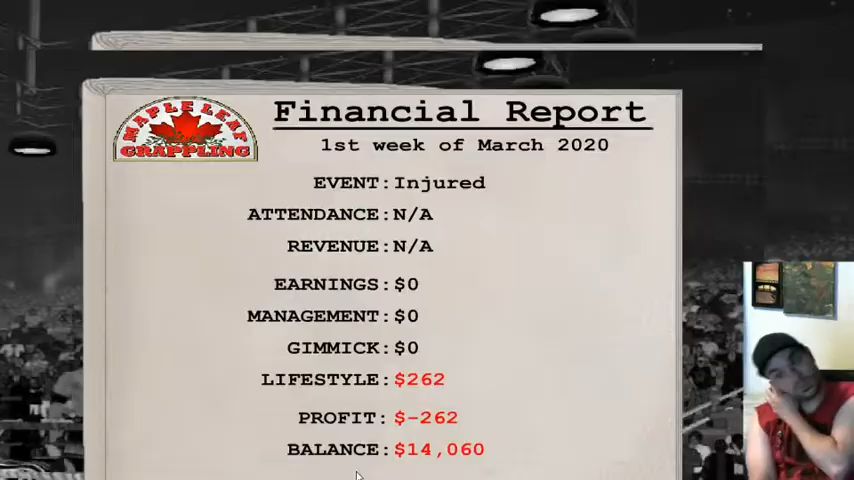 MAPLE LEAF
GRAPPLING
Financial Report
1st week of March 2020
EVENT: Injured
ATTENDANCE: N/A
REVENUE: N/A
EARNINGS: $0
MANAGEMENT: $0
GIMMICK: $0
LIFESTYLE: $262
PROFIT: $-262
BALANCE: $14,060